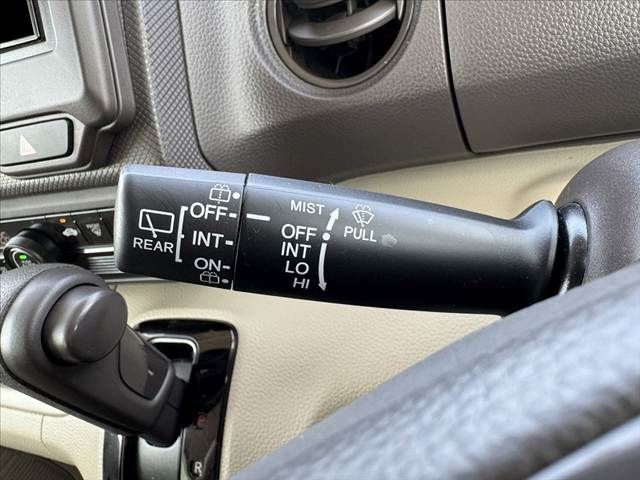 REAR
OFF
INT
ON
MIST
OFF
INT
LO
HI
PULL
R